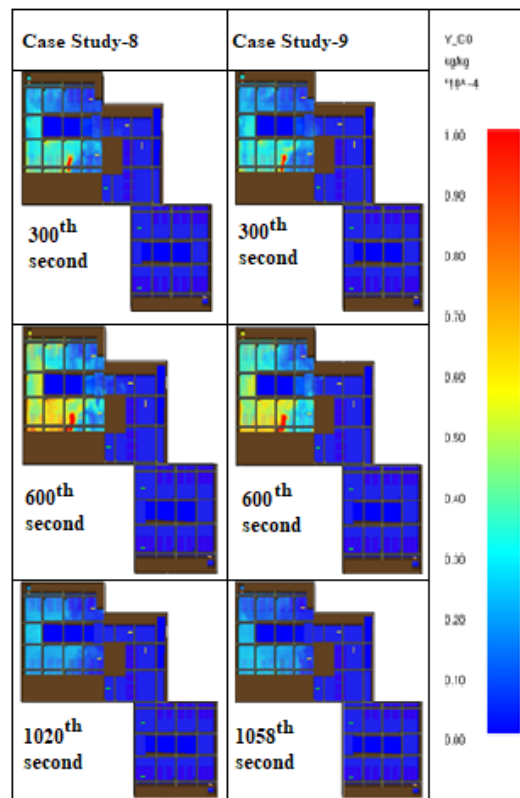 Case Study-8
Case Study-9
Y_CO
kg/kg
*10^-4
300th
second
300th
second
600th
second
600th
second
1020th
second
1058th
second
1.00
0.90
0.80
0.70
0.60
0.50
0.40
0.30
0.20
0.10
0.00